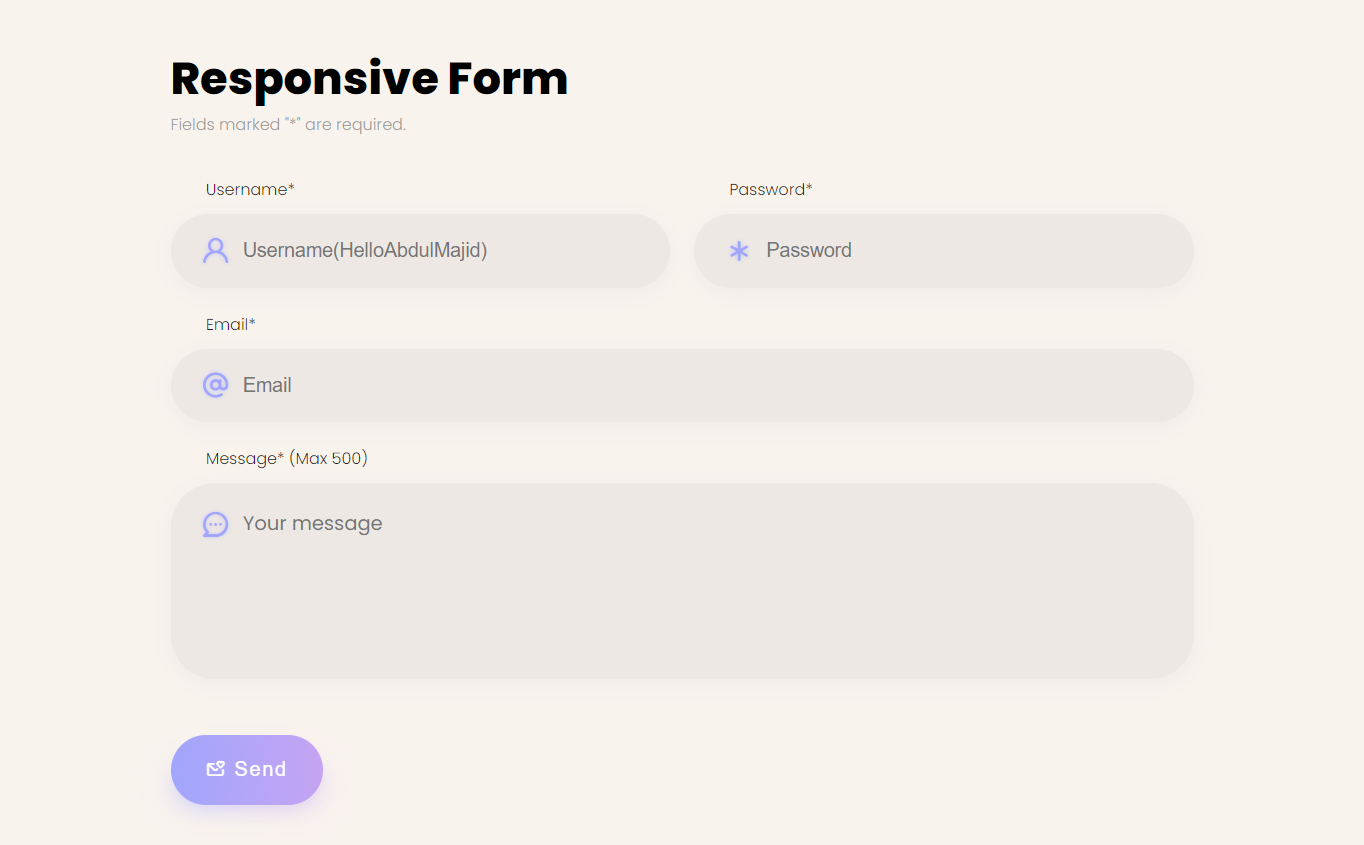 Responsive Form
Fields marked "*" are required.
Username*
Password*
Username(HelloAbdulMajid)
Password
Email*
Email
Message* (Max 500)
Your message
Send